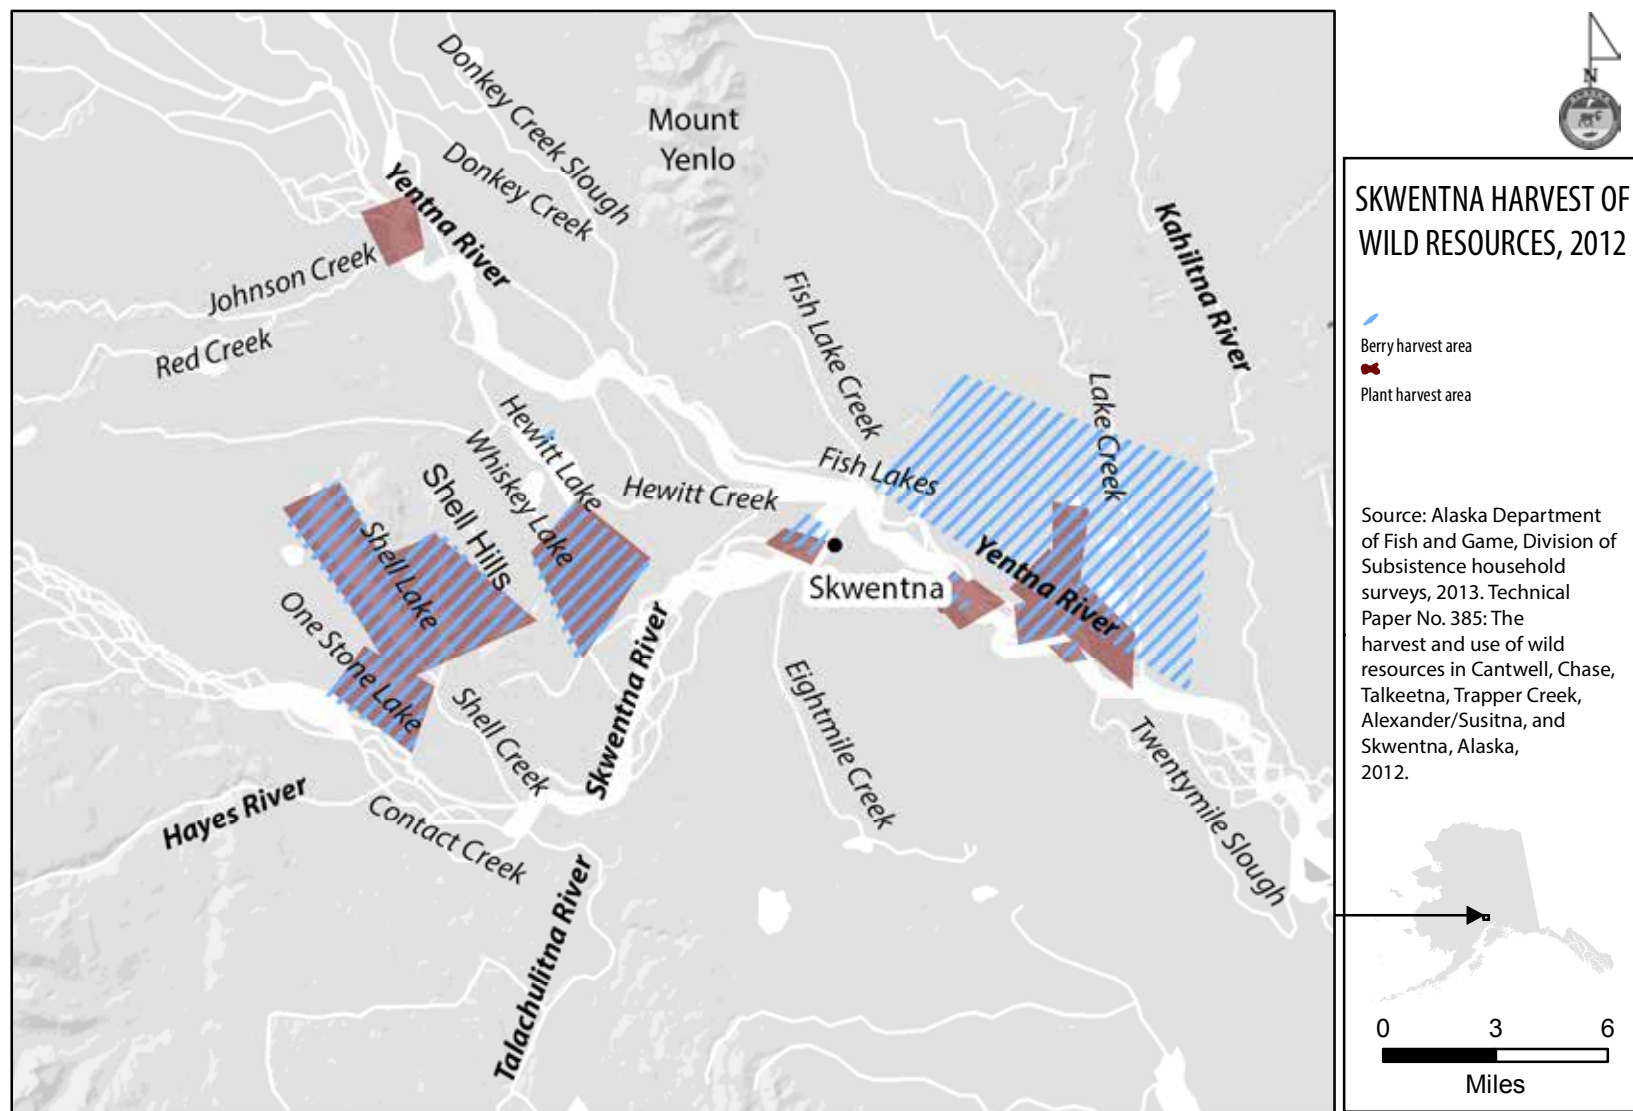 Donkey Creek Slough
Mount
Yenlo
Donkey Creek
Yentna River
Kahiltna River
Johnson Creek
Red Creek
Fish Lake Creek
Lake Creek
Hewitt Lake
Whiskey Lake
Fish Lakes
Hewitt Creek
Shell Hills
Shell Lake
Yentna River
Skwentna
One Stone Lake
Skwentna River
Shell Creek
Eightmile Creek
Twentymile Slough
Hayes River
Contact Creek
Talachulitna River
N
ALASKA
SKWENTNA HARVEST OF
WILD RESOURCES, 2012
Berry harvest area
Plant harvest area
Source: Alaska Department
of Fish and Game, Division of
Subsistence household
surveys, 2013. Technical
Paper No. 385: The
harvest and use of wild
resources in Cantwell, Chase,
Talkeetna, Trapper Creek,
Alexander/Susitna, and
Skwentna, Alaska,
2012.
0 3 6
Miles